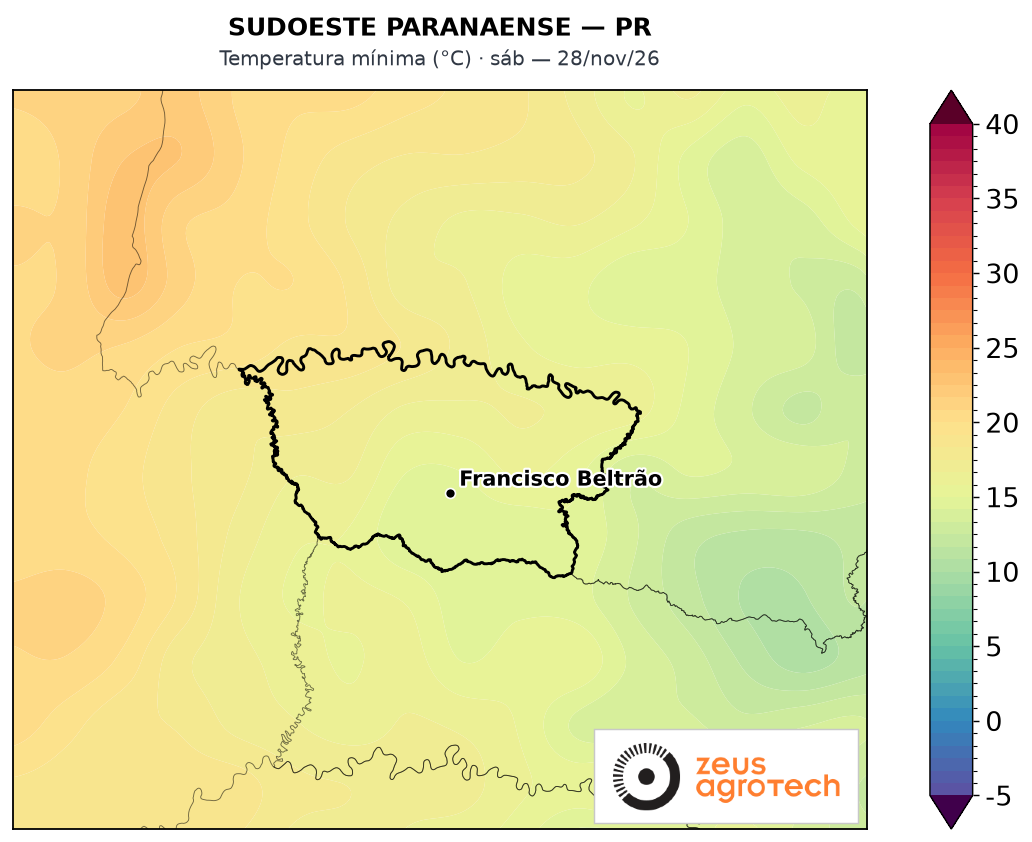 SUDOESTE PARANAENSE — PR
Temperatura mínima (°C) · sáb — 28/nov/26
40
35
30
25
20
15
10
5
0
-5
Francisco Beltrão
zeus
agrotech